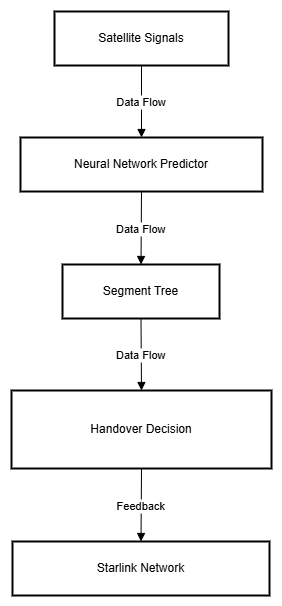 Satellite Signals
Data Flow
Neural Network Predictor
Data Flow
Segment Tree
Data Flow
Handover Decision
Feedback
Starlink Network